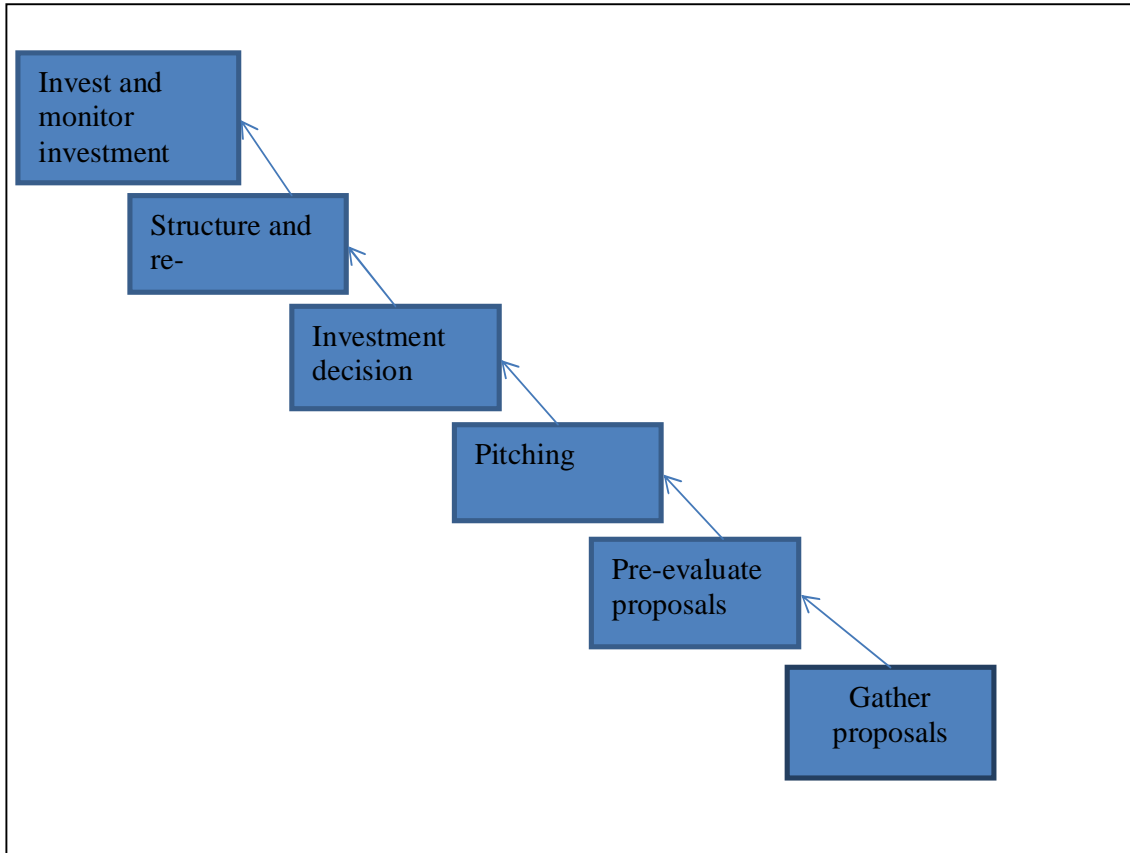 Invest and
monitor
investment
Structure and
re-
Investment
decision
Pitching
Pre-evaluate
proposals
Gather
proposals